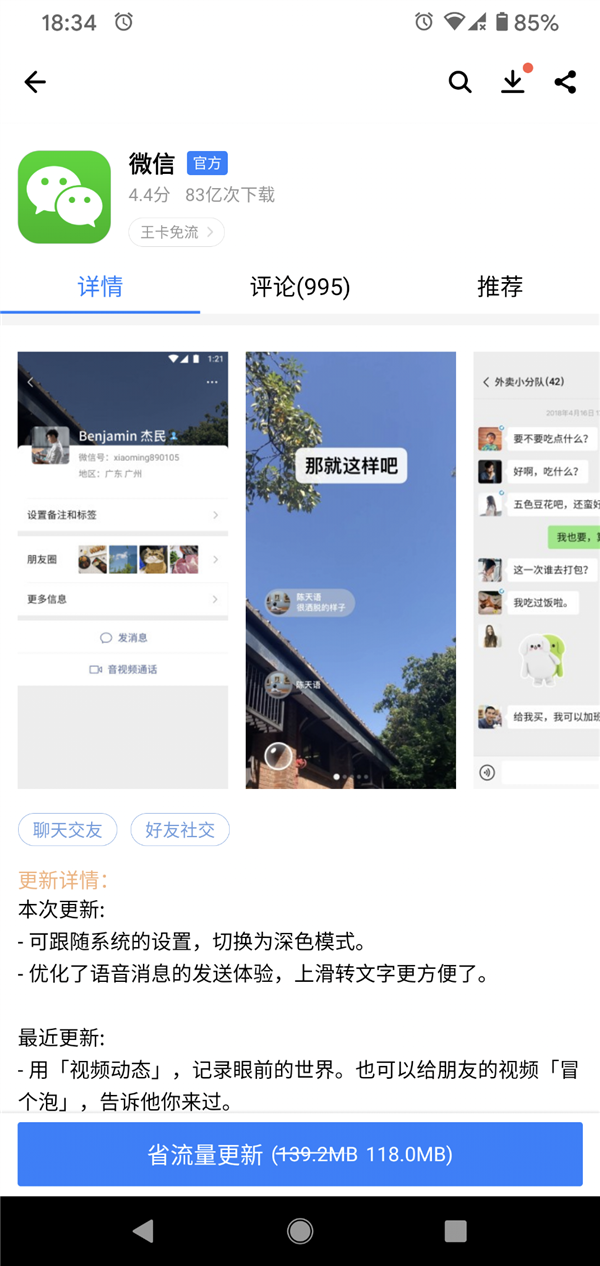 18:34
85%
微信 官方
4.4分 83亿次下载
王卡免流
详情 评论(995) 推荐
1:21
Benjamin 杰民
微信号：xiaoming890105
地区：广东 广州
设置备注和标签
朋友圈
更多信息
发消息
音视频通话
那就这样吧
陈天语
很洒脱的样子
陈天语
外卖小分队(42)
2018年4月16日
要不要吃点什么？
好啊，吃什么？
五色豆花吧，还蛮好
我也要，
这一次谁去打包？
我吃过饭啦。
给我买，我可以加班
聊天交友 好友社交
更新详情：
本次更新:
- 可跟随系统的设置，切换为深色模式。
- 优化了语音消息的发送体验，上滑转文字更方便了。
最近更新:
- 用「视频动态」，记录眼前的世界。也可以给朋友的视频「冒
个泡」，告诉他你来过。
省流量更新 (139.2MB 118.0MB)